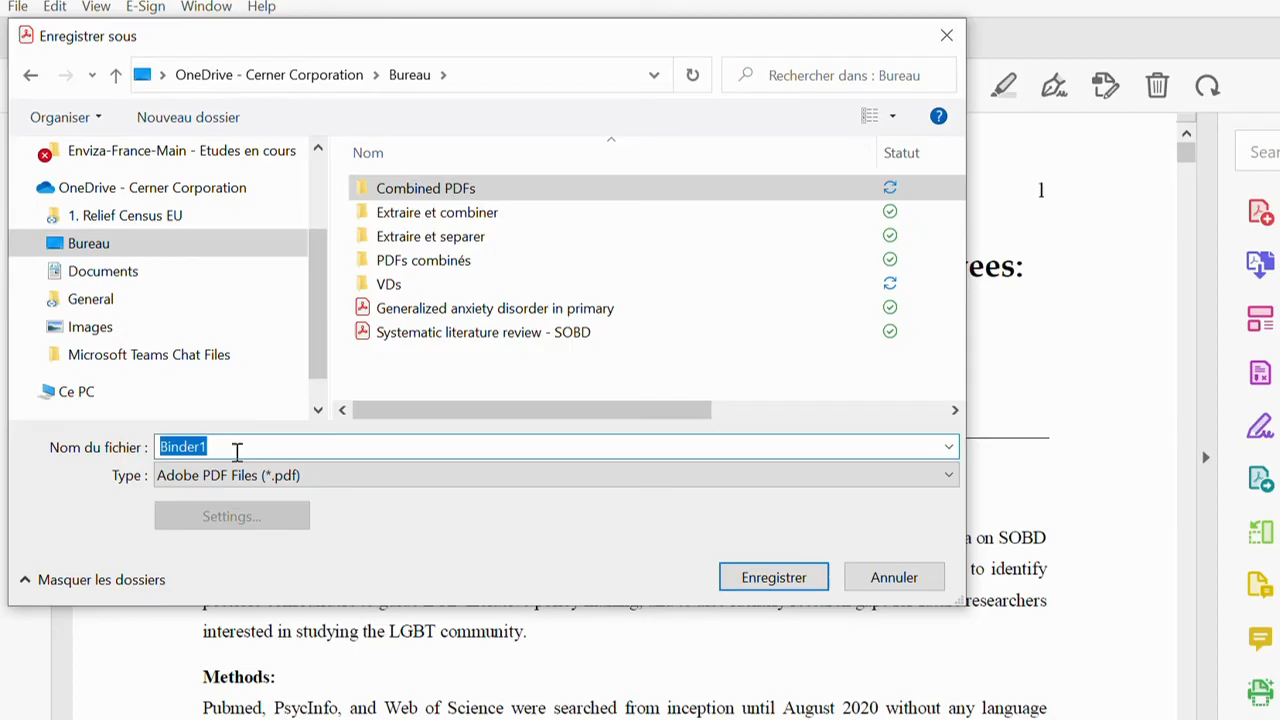 File Edit View E-Sign Window Help
Enregistrer sous
OneDrive - Cerner Corporation > Bureau >
Rechercher dans : Bureau
Organiser Nouveau dossier
Enviza-France-Main - Etudes en cours
OneDrive - Cerner Corporation
1. Relief Census EU
Bureau
Documents
General
Images
Microsoft Teams Chat Files
Ce PC
Nom Statut
Combined PDFs
Extraire et combiner
Extraire et separer
PDFs combinés
VDs
Generalized anxiety disorder in primary
Systematic literature review - SOBD
Nom du fichier : Binder1
Type : Adobe PDF Files (*.pdf)
Settings...
Masquer les dossiers
Enregistrer Annuler
1
ees:
a on SOBD
to identify
researchers
interested in studying the LGBT community.
Methods:
Pubmed, PsycInfo, and Web of Science were searched from inception until August 2020 without any language
Sear